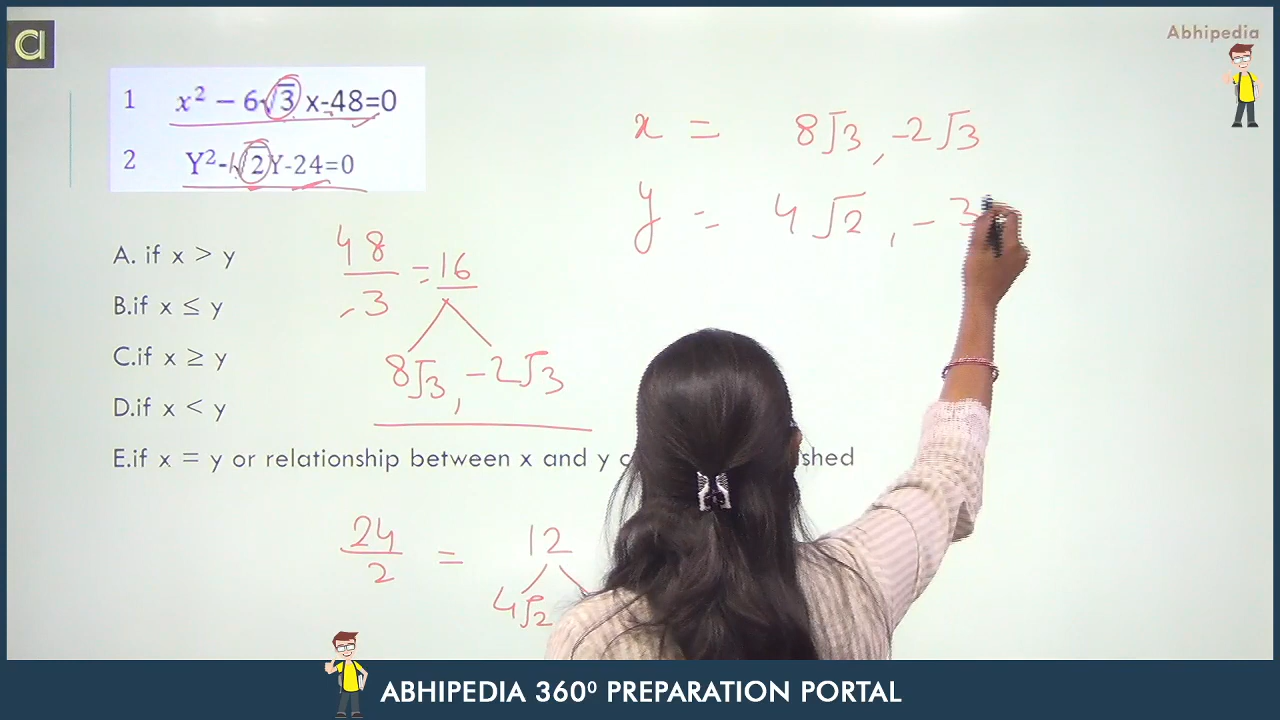 Abhipedia
1 x² − 6√3 x-48=0
2 Y²-√2Y-24=0
x = 8√3, -2√3
y = 4√2, -3
A. if x > y
B.if x ≤ y
C.if x ≥ y
D.if x < y
E.if x = y or relationship between x and y
48/3 = 16
8√3, -2√3
24/2 = 12
4√2
ABHIPEDIA 360⁰ PREPARATION PORTAL